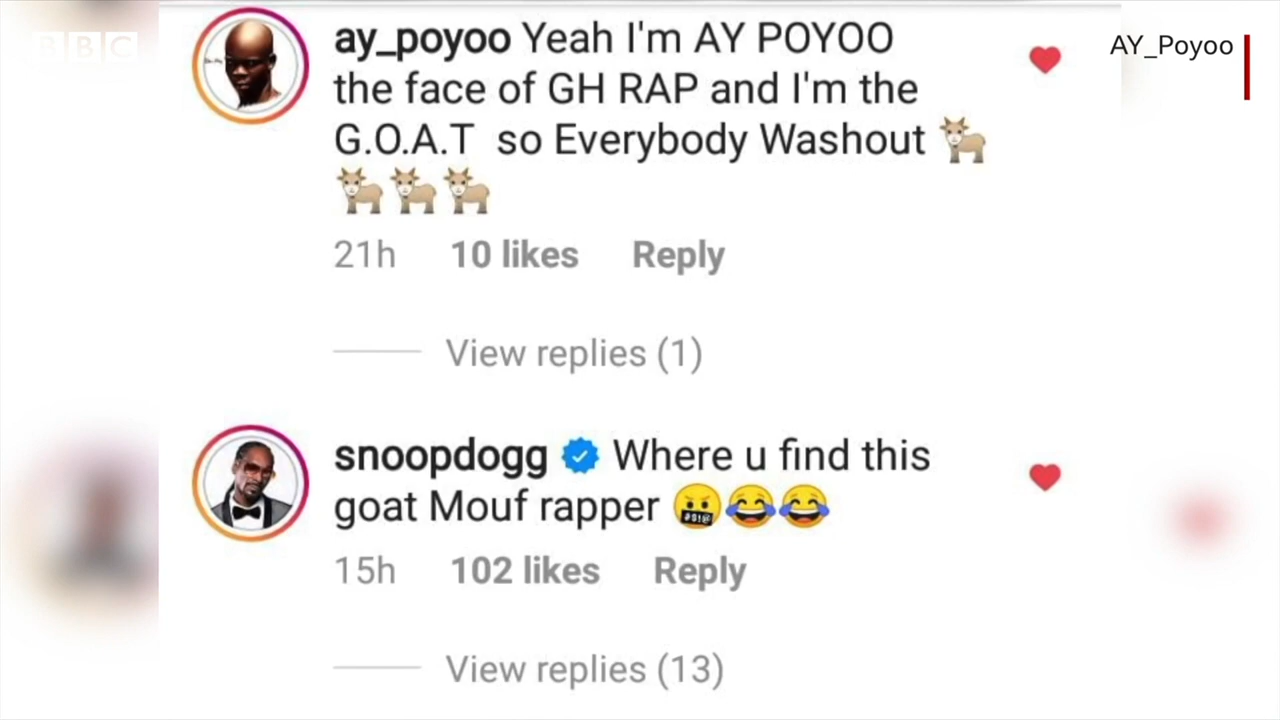 BBC
AY_Poyoo
ay_poyoo Yeah I'm AY POYOO
the face of GH RAP and I'm the
G.O.A.T so Everybody Washout 🐐
🐐🐐🐐
21h 10 likes Reply
View replies (1)
snoopdogg Where u find this
goat Mouf rapper 🤬😂😂
15h 102 likes Reply
View replies (13)